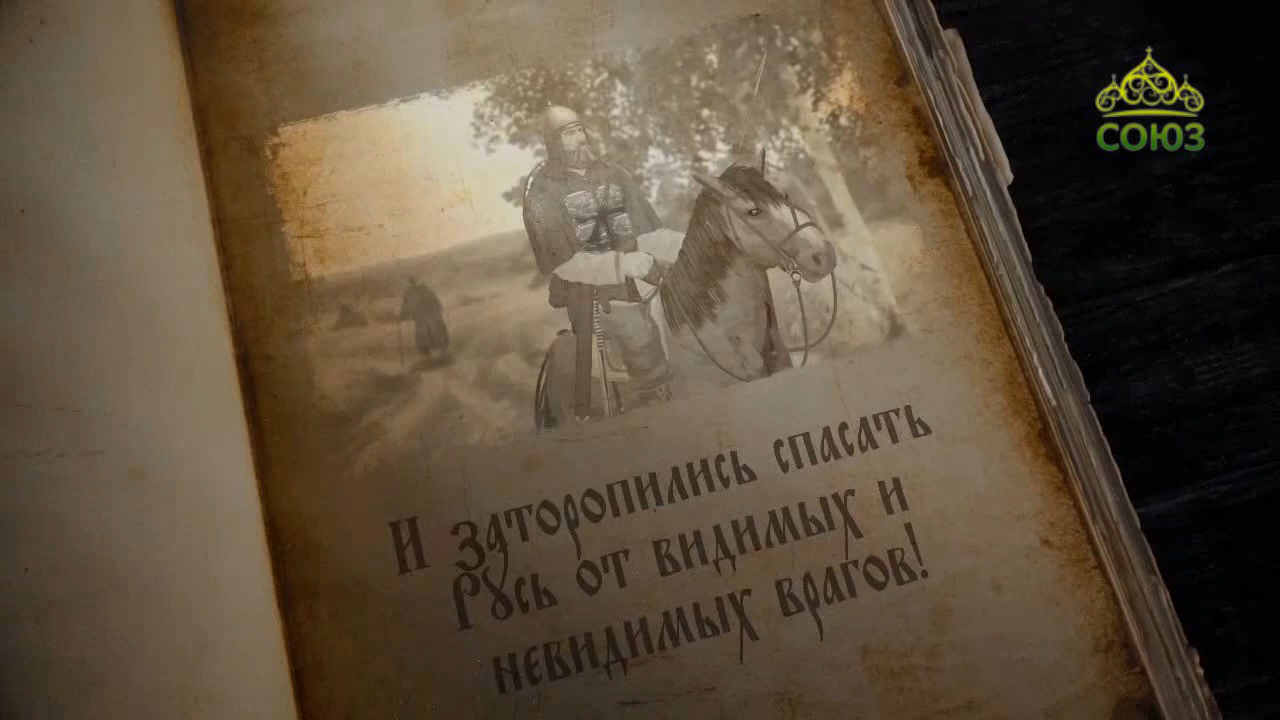 СОЮЗ
И заторопились спасать
Русь от видимых и
невидимых врагов!